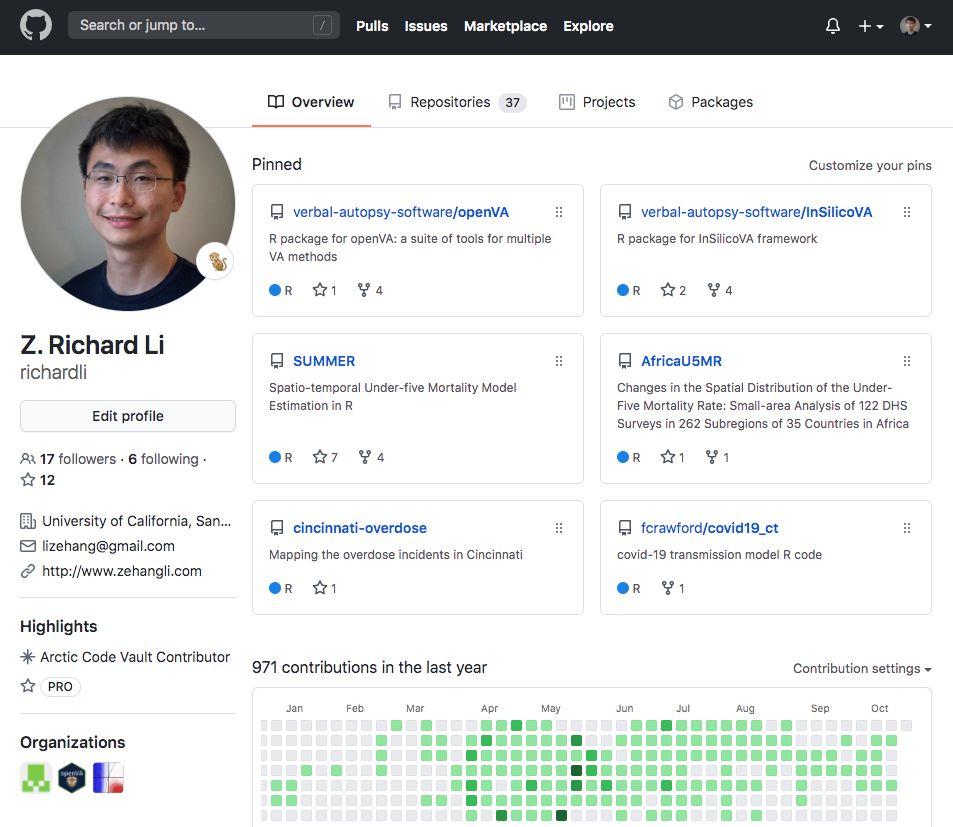 Search or jump to... /
Pulls Issues Marketplace Explore
Overview
Repositories 37
Projects
Packages
Z. Richard Li
richardli
Edit profile
17 followers · 6 following ·
12
University of California, San...
lizehang@gmail.com
http://www.zehangli.com
Highlights
Arctic Code Vault Contributor
PRO
Organizations
openVA
Pinned
Customize your pins
verbal-autopsy-software/openVA
R package for openVA: a suite of tools for multiple
VA methods
R 1 4
verbal-autopsy-software/InSilicoVA
R package for InSilicoVA framework
R 2 4
SUMMER
Spatio-temporal Under-five Mortality Model
Estimation in R
R 7 4
AfricaU5MR
Changes in the Spatial Distribution of the Under-
Five Mortality Rate: Small-area Analysis of 122 DHS
Surveys in 262 Subregions of 35 Countries in Africa
R 1 1
cincinnati-overdose
Mapping the overdose incidents in Cincinnati
R 1
fcrawford/covid19_ct
covid-19 transmission model R code
R 1
971 contributions in the last year
Contribution settings
Jan Feb Mar Apr May Jun Jul Aug Sep Oct